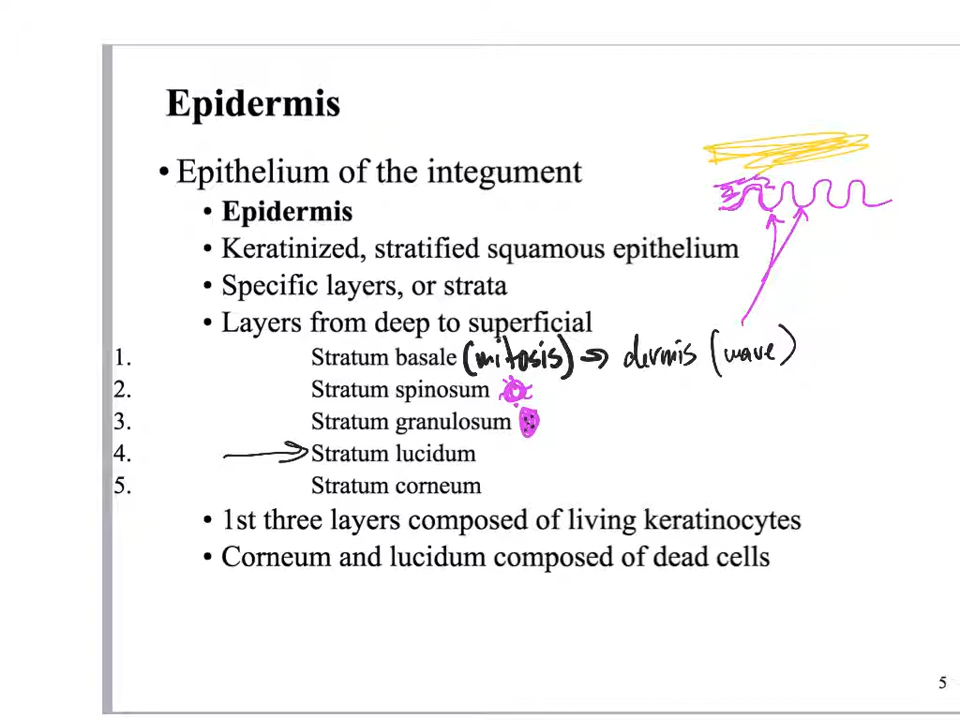 Epidermis
• Epithelium of the integument
• Epidermis
• Keratinized, stratified squamous epithelium
• Specific layers, or strata
• Layers from deep to superficial
1. Stratum basale (mitosis) → dermis (wave)
2. Stratum spinosum
3. Stratum granulosum
4. Stratum lucidum
5. Stratum corneum
• 1st three layers composed of living keratinocytes
• Corneum and lucidum composed of dead cells
5